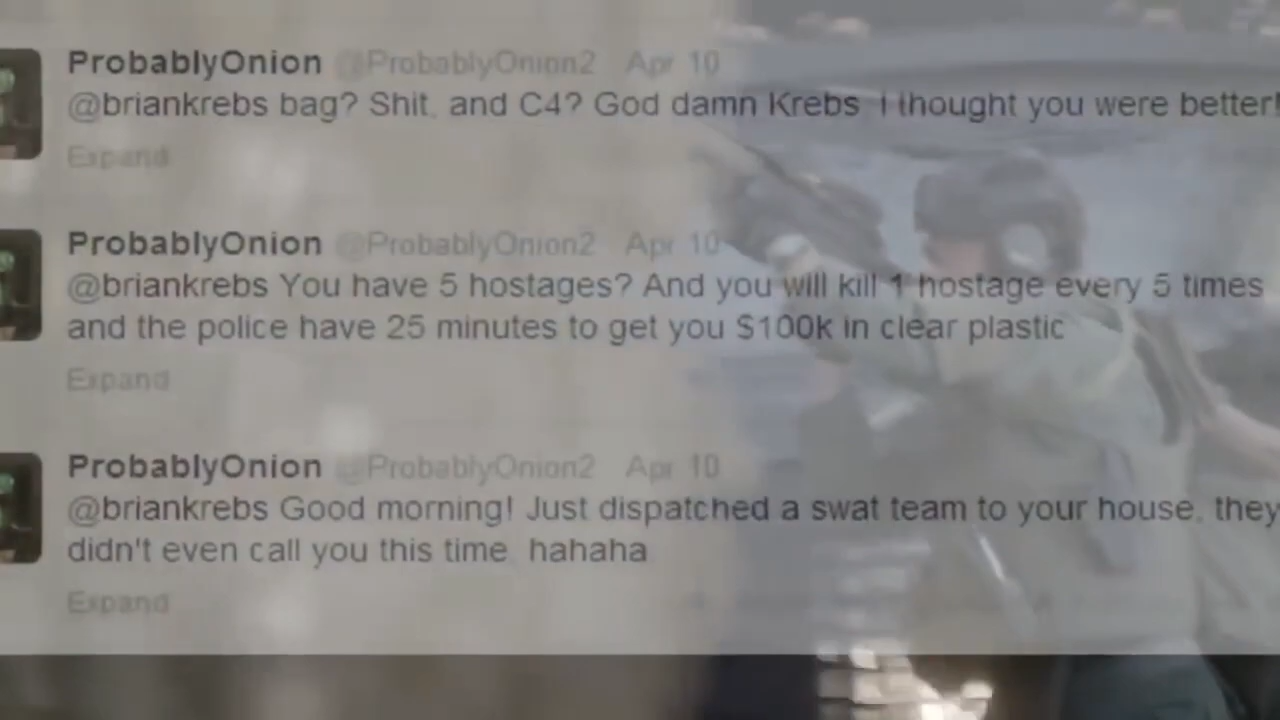 ProbablyOnion @ProbablyOnion2 Apr 10
@briankrebs bag? Shit, and C4? God damn Krebs I thought you were better!
Expand
ProbablyOnion @ProbablyOnion2 Apr 10
@briankrebs You have 5 hostages? And you will kill 1 hostage every 5 times
and the police have 25 minutes to get you $100k in clear plastic
Expand
ProbablyOnion @ProbablyOnion2 Apr 10
@briankrebs Good morning! Just dispatched a swat team to your house, they
didn't even call you this time hahaha
Expand